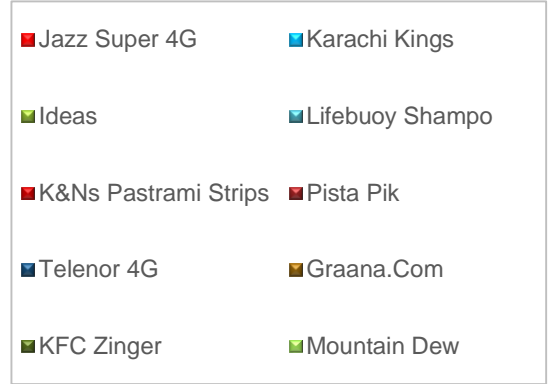 Jazz Super 4G
Karachi Kings
Ideas
Lifebuoy Shampo
K&Ns Pastrami Strips
Pista Pik
Telenor 4G
Graana.Com
KFC Zinger
Mountain Dew